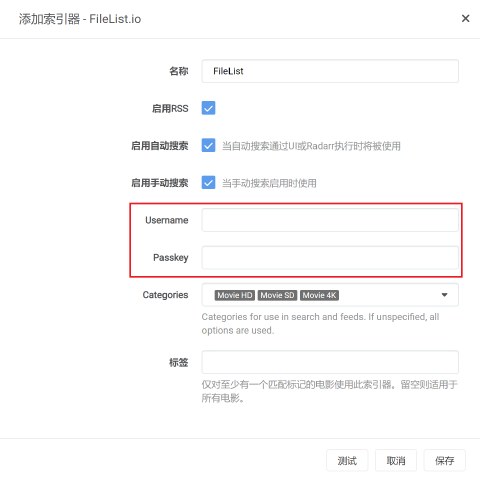 添加索引器 - FileList.io
名称
FileList
启用RSS
启用自动搜索
当自动搜索通过UI或Radarr执行时将被使用
启用手动搜索
当手动搜索启用时使用
Username
Passkey
Categories
Movie HD Movie SD Movie 4K
Categories for use in search and feeds. If unspecified, all
options are used.
标签
仅对至少有一个匹配标记的电影使用此索引器。留空则适用于
所有电影。
测试 取消 保存